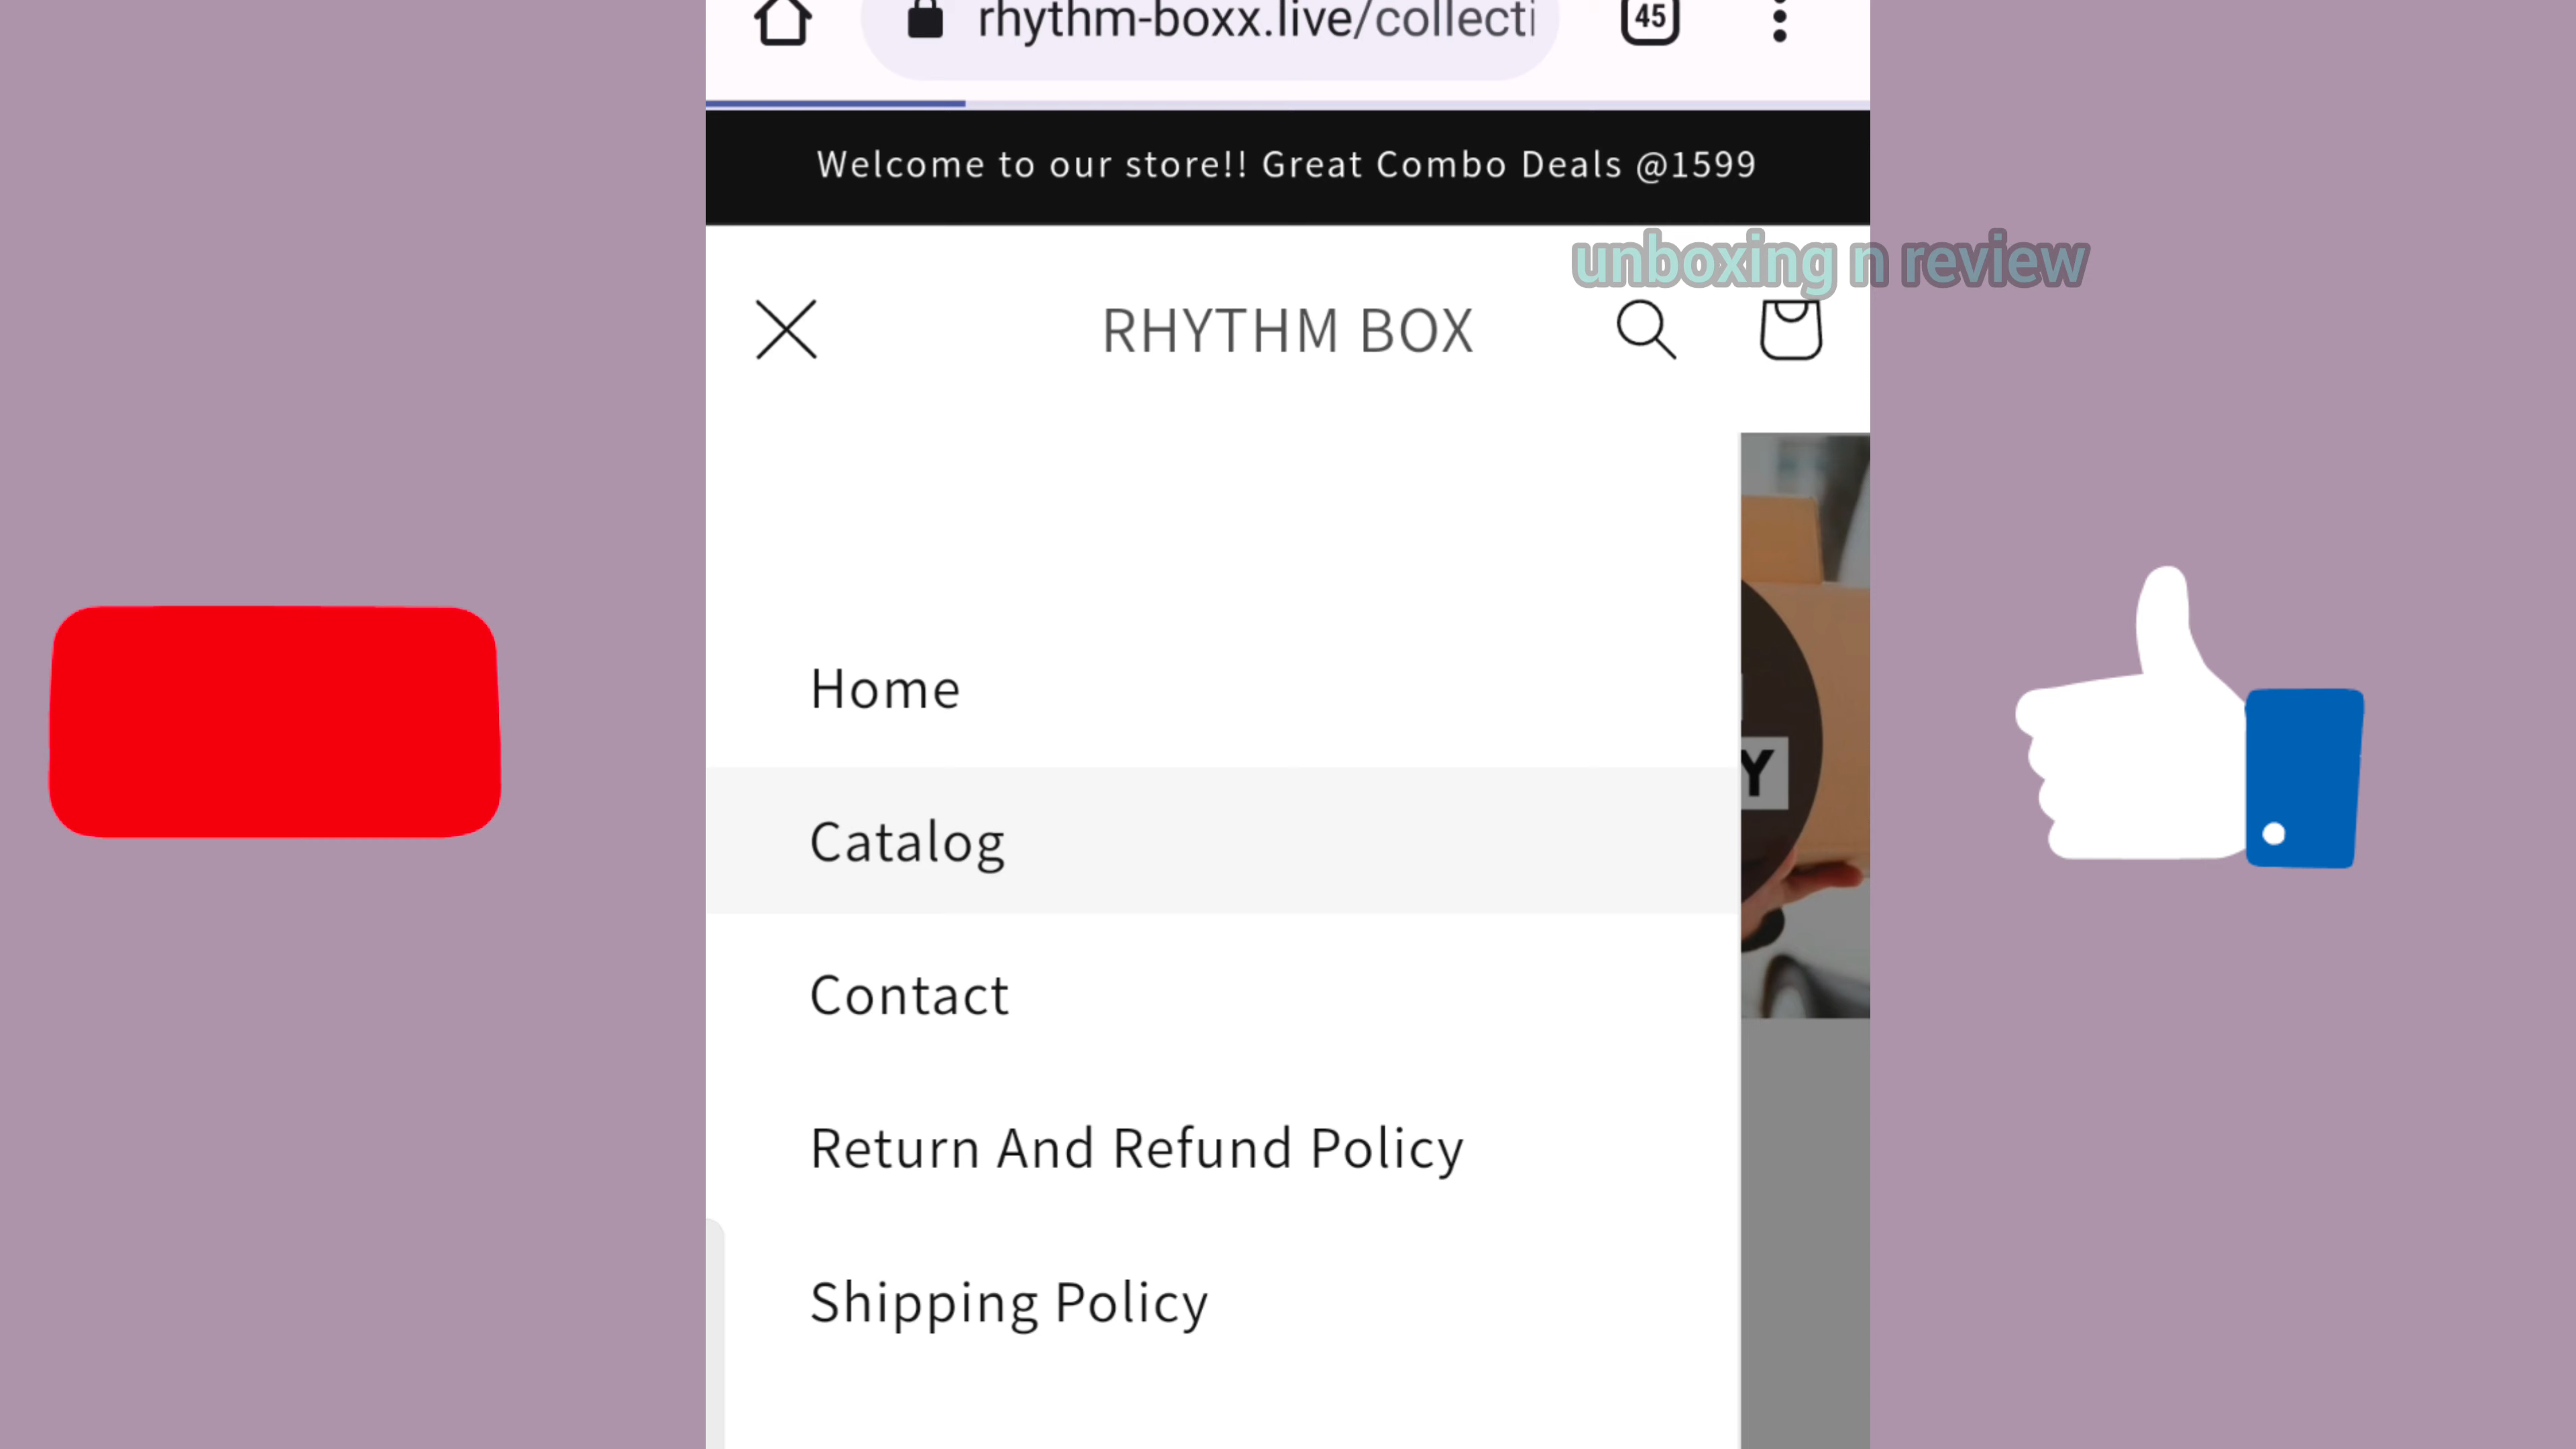 rhythm-boxx.live/collecti
45
Welcome to our store!! Great Combo Deals @1599
unboxing n review
RHYTHM BOX
Home
Catalog
Y
Contact
Return And Refund Policy
Shipping Policy